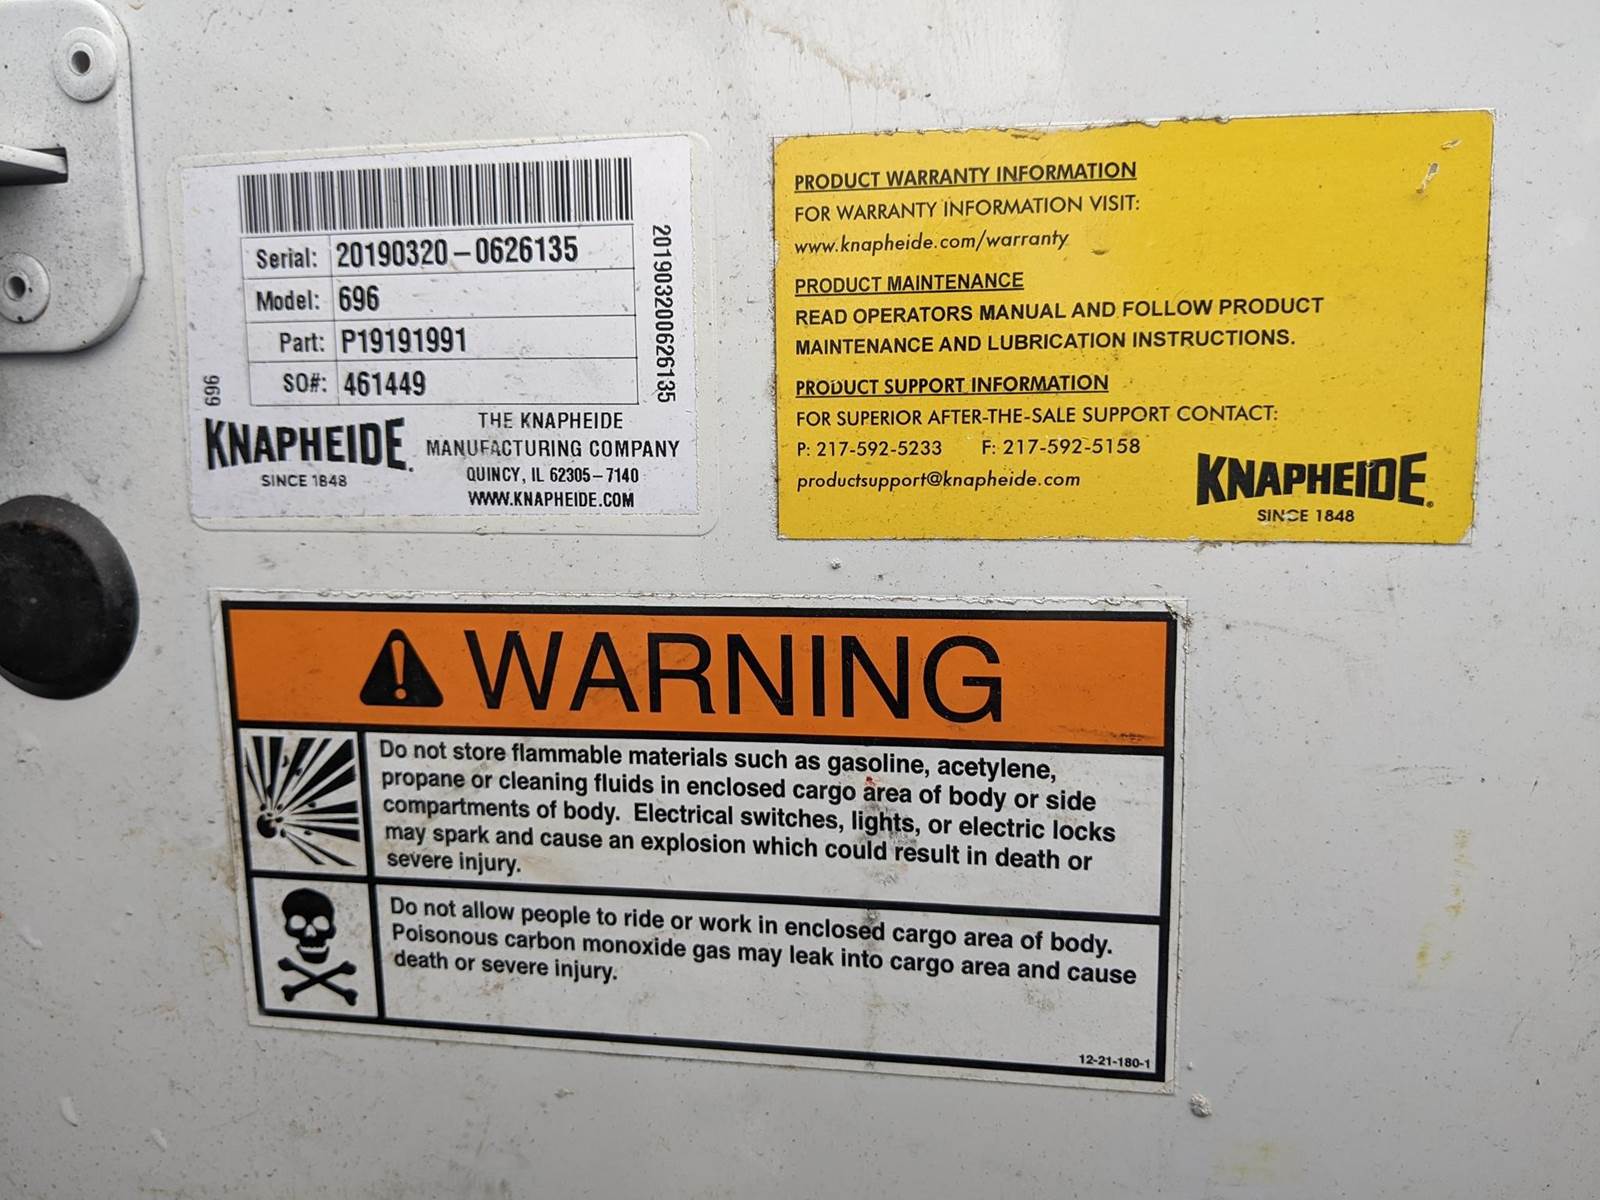 Serial: 20190320-0626135
Model: 696
Part: P19191991
SO#: 461449
201903200626135
696
KNAPHEIDE.
SINCE 1848
THE KNAPHEIDE
MANUFACTURING COMPANY
QUINCY, IL 62305-7140
WWW.KNAPHEIDE.COM
PRODUCT WARRANTY INFORMATION
FOR WARRANTY INFORMATION VISIT:
www.knapheide.com/warranty
PRODUCT MAINTENANCE
READ OPERATORS MANUAL AND FOLLOW PRODUCT
MAINTENANCE AND LUBRICATION INSTRUCTIONS.
PRODUCT SUPPORT INFORMATION
FOR SUPERIOR AFTER-THE-SALE SUPPORT CONTACT:
P: 217-592-5233 F: 217-592-5158
productsupport@knapheide.com
KNAPHEIDE®
SINCE 1848
WARNING
Do not store flammable materials such as gasoline, acetylene,
propane or cleaning fluids in enclosed cargo area of body or side
compartments of body. Electrical switches, lights, or electric locks
may spark and cause an explosion which could result in death or
severe injury.
Do not allow people to ride or work in enclosed cargo area of body.
Poisonous carbon monoxide gas may leak into cargo area and cause
death or severe injury.
12-21-180-1